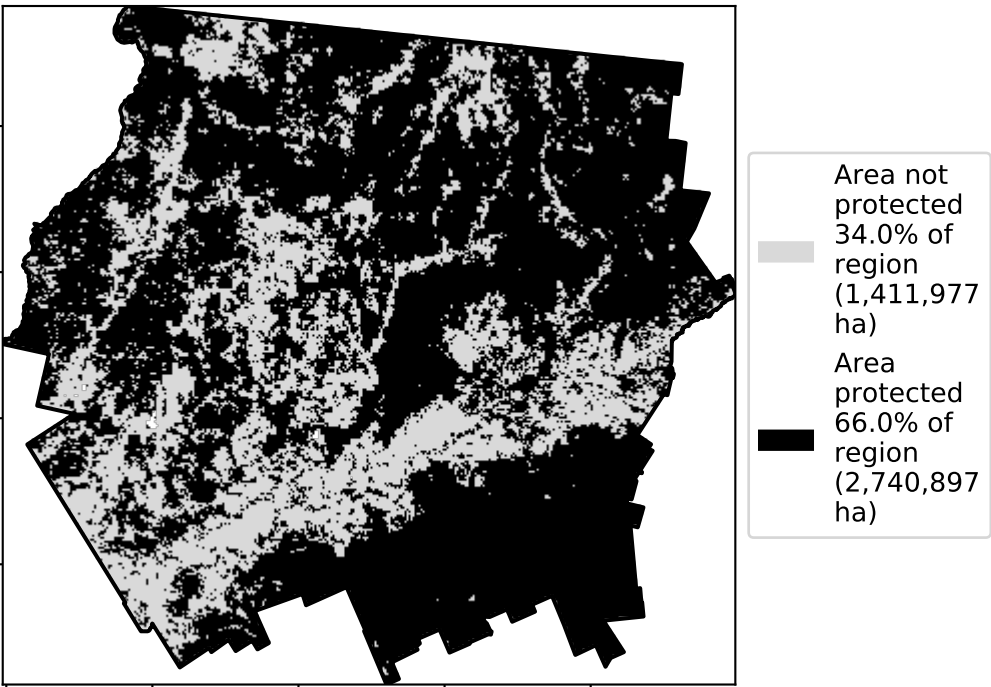 Area not
protected
34.0% of
region
(1,411,977
ha)
Area
protected
66.0% of
region
(2,740,897
ha)